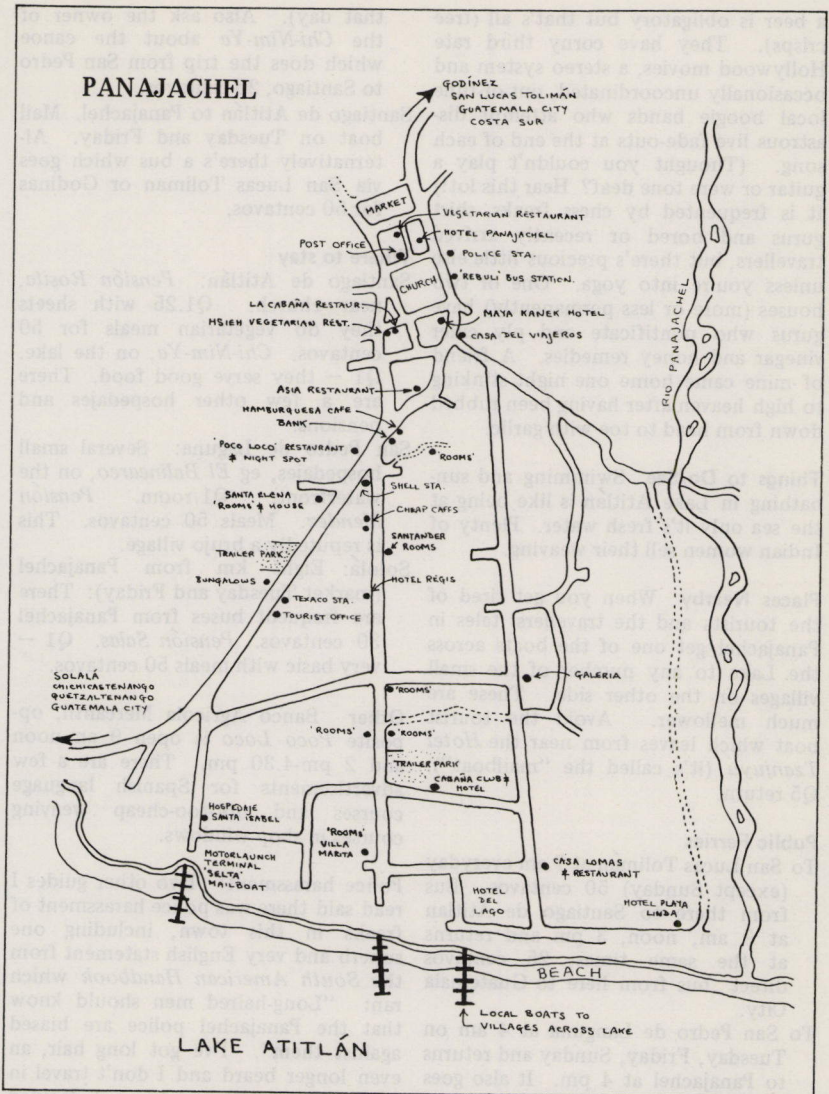 PANAJACHEL
GODÍNEZ
SAN LUCAS TOLIMÁN
GUATEMALA CITY
COSTA SUR
MARKET
VEGETARIAN RESTAURANT
HOTEL PANAJACHEL
POST OFFICE
POLICE STA.
'REBULI' BUS STATION
CHURCH
LA CABAÑA RESTAUR.
HSIEH VEGETARIAN REST.
MAYA KANEK HOTEL
CASA DEL VIAJEROS
RIO PANAJACHEL
ASIA RESTAURANT
HAMBURQUESA CAFE
BANK
'POCO LOCO' RESTAURANT
& NIGHT SPOT
'ROOMS'
SHELL STA.
SANTA ELENA
'ROOMS' & HOUSE
CHEAP CAFFS
SANTANDER
ROOMS
TRAILER PARK
BUNGALOWS
HOTEL REGIS
TEXACO STA.
TOURIST OFFICE
SOLALÁ
CHICHICASTENANGO
QUETZALTENANGO
GUATEMALA CITY
GALERIA
'ROOMS'
'ROOMS'
'ROOMS'
TRAILER PARK
CABAÑA CLUB &
HOTEL
HOSPEDAJE
SANTA ISABEL
'ROOMS'
VILLA
MARTA
MOTORLAUNCH
TERMINAL
'SELTA'
MAILBOAT
CASA LOMAS
& RESTAURANT
HOTEL
DEL
LAGO
HOTEL PLAYA
LINDA
BEACH
LOCAL BOATS TO
VILLAGES ACROSS LAKE
LAKE ATITLÁN